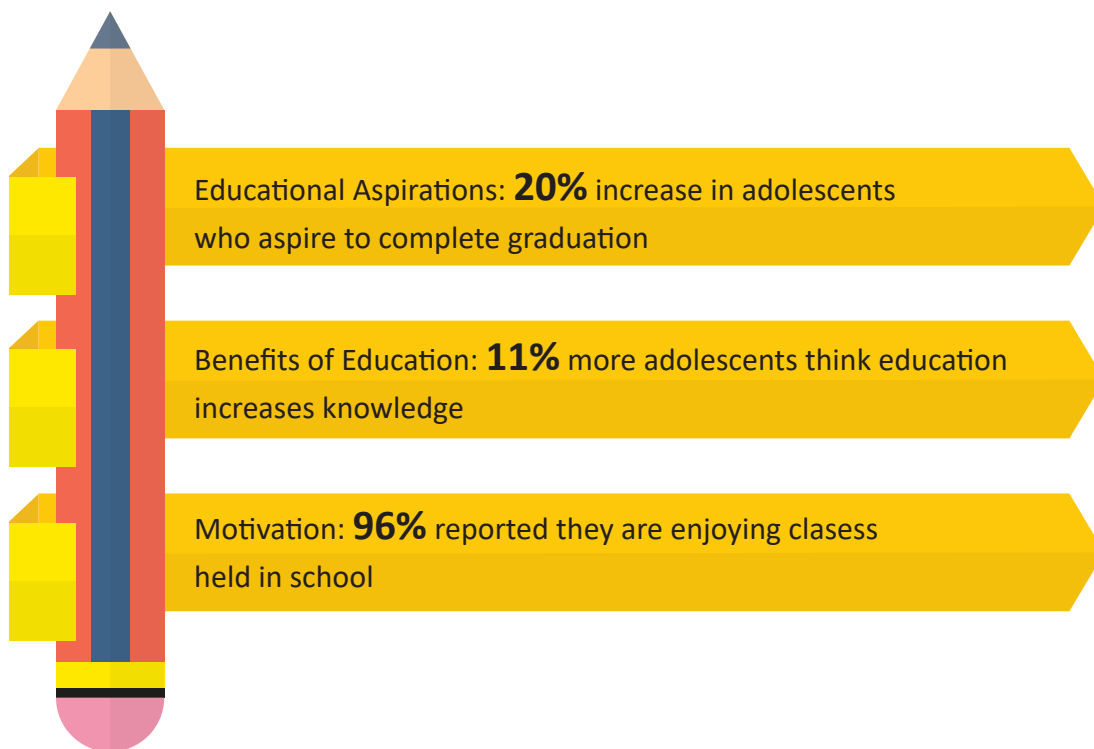 Educational Aspirations: 20% increase in adolescents
who aspire to complete graduation
Benefits of Education: 11% more adolescents think education
increases knowledge
Motivation: 96% reported they are enjoying clasess
held in school